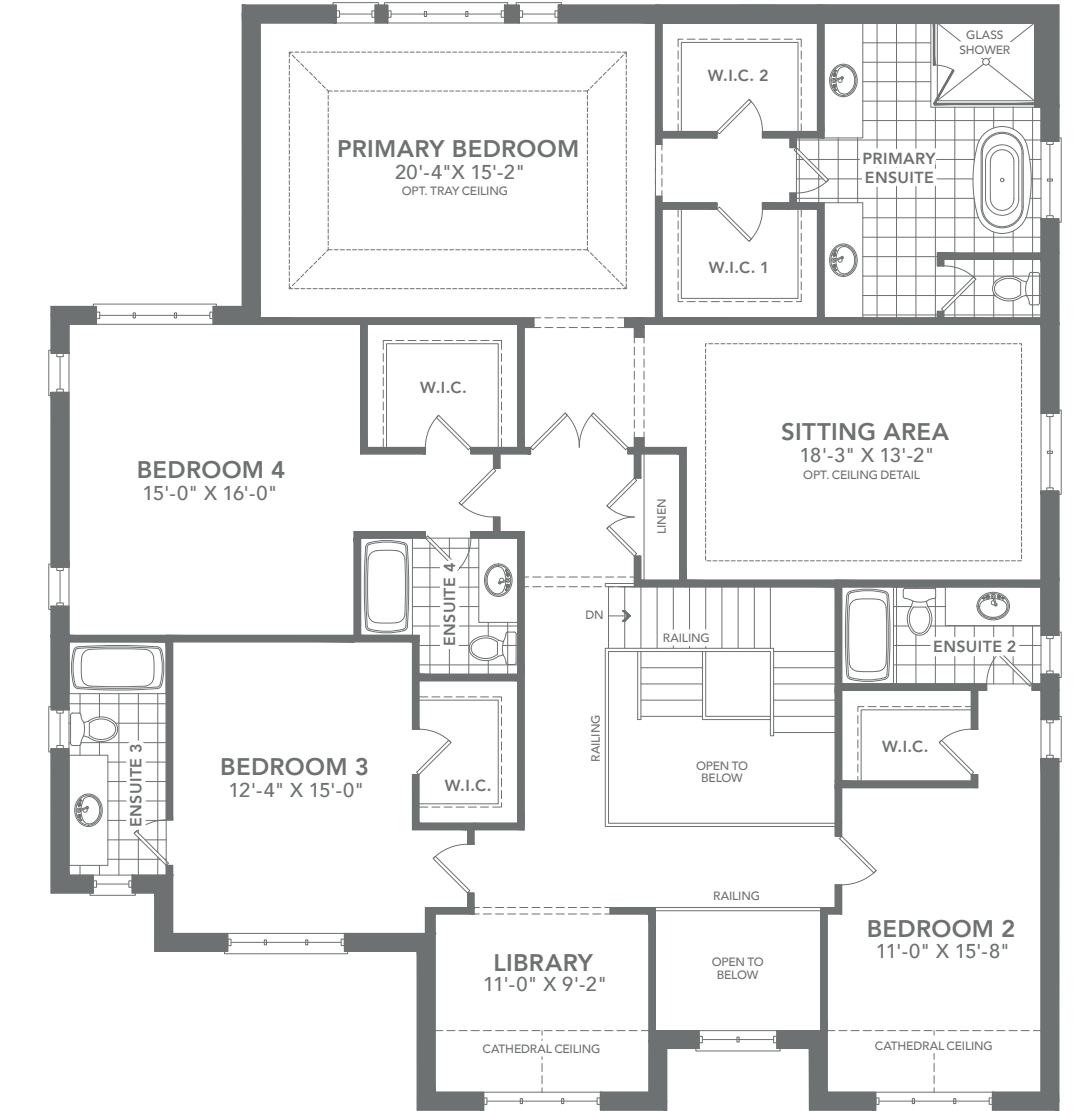 GLASS
SHOWER
W.I.C. 2
PRIMARY BEDROOM
20'-4"X 15'-2"
OPT. TRAY CEILING
PRIMARY
ENSUITE
W.I.C. 1
W.I.C.
SITTING AREA
18'-3" X 13'-2"
OPT. CEILING DETAIL
BEDROOM 4
15'-0" X 16'-0"
LINEN
ENSUITE 4
DN
RAILING
ENSUITE 2
RAILING
W.I.C.
OPEN TO
BELOW
ENSUITE 3
BEDROOM 3
12'-4" X 15'-0"
W.I.C.
RAILING
BEDROOM 2
11'-0" X 15'-8"
LIBRARY
11'-0" X 9'-2"
OPEN TO
BELOW
CATHEDRAL CEILING
CATHEDRAL CEILING